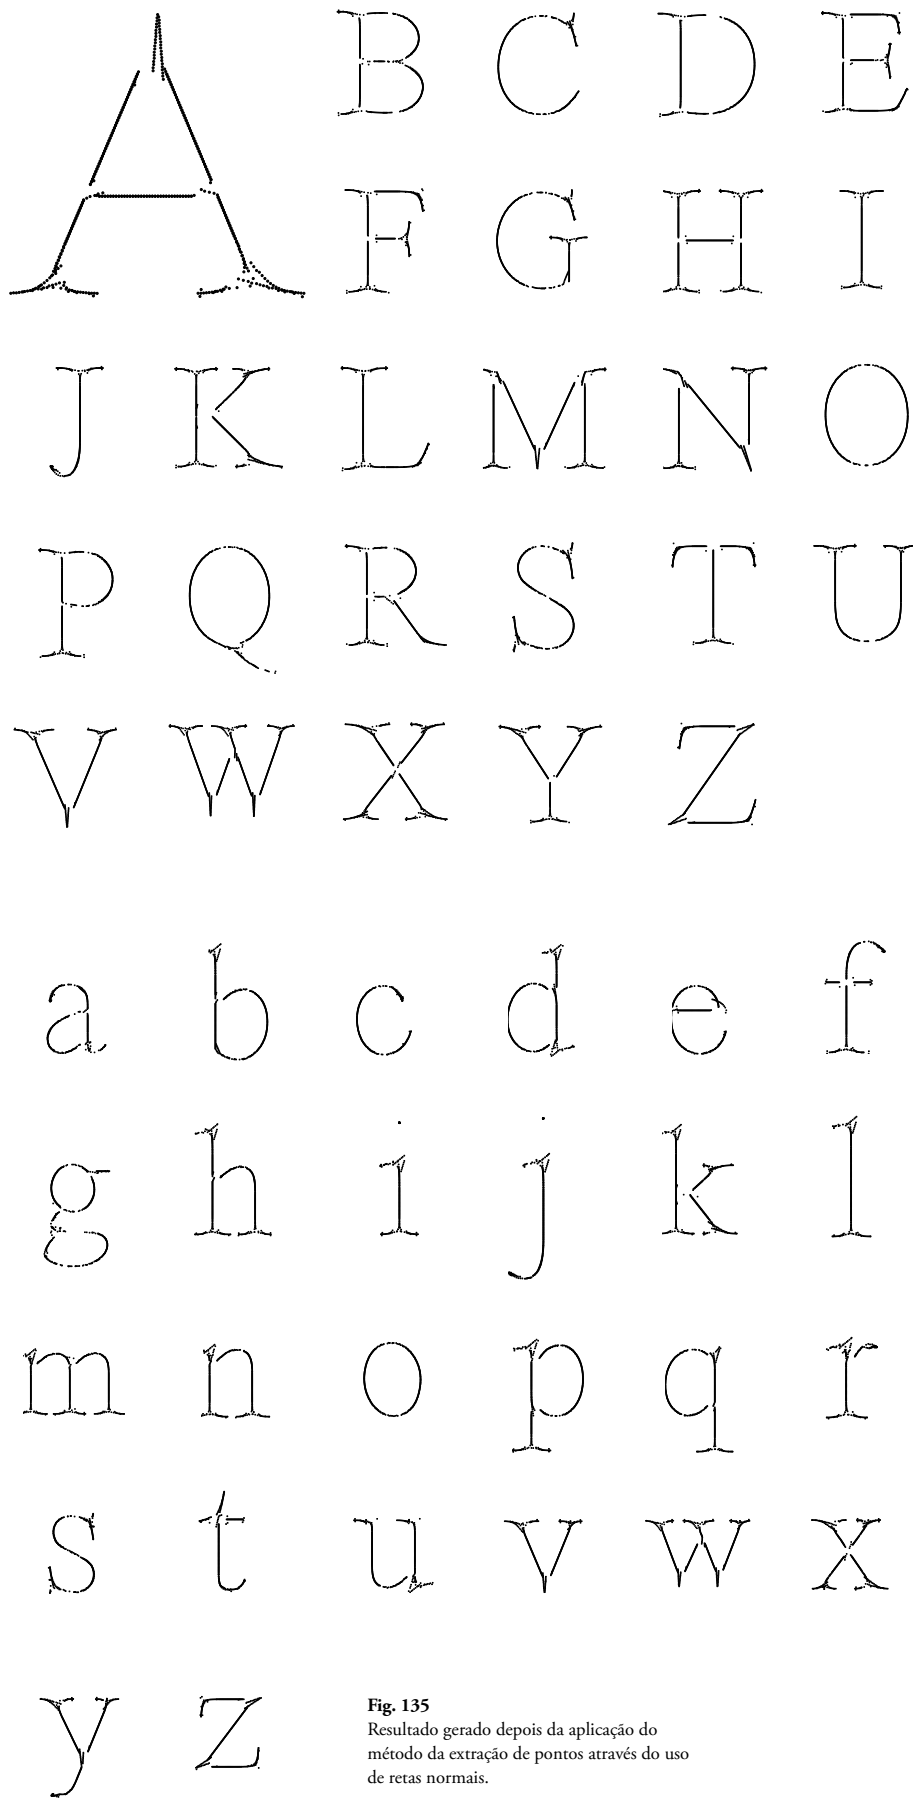 A B C D E
F G H I
J K L M N O
P Q R S T U
V W X Y Z
a b c d e f
g h i j k l
m n o p q r
s t u v w x
y z
Fig. 135
Resultado gerado depois da aplicação do
método da extração de pontos através do uso
de retas normais.